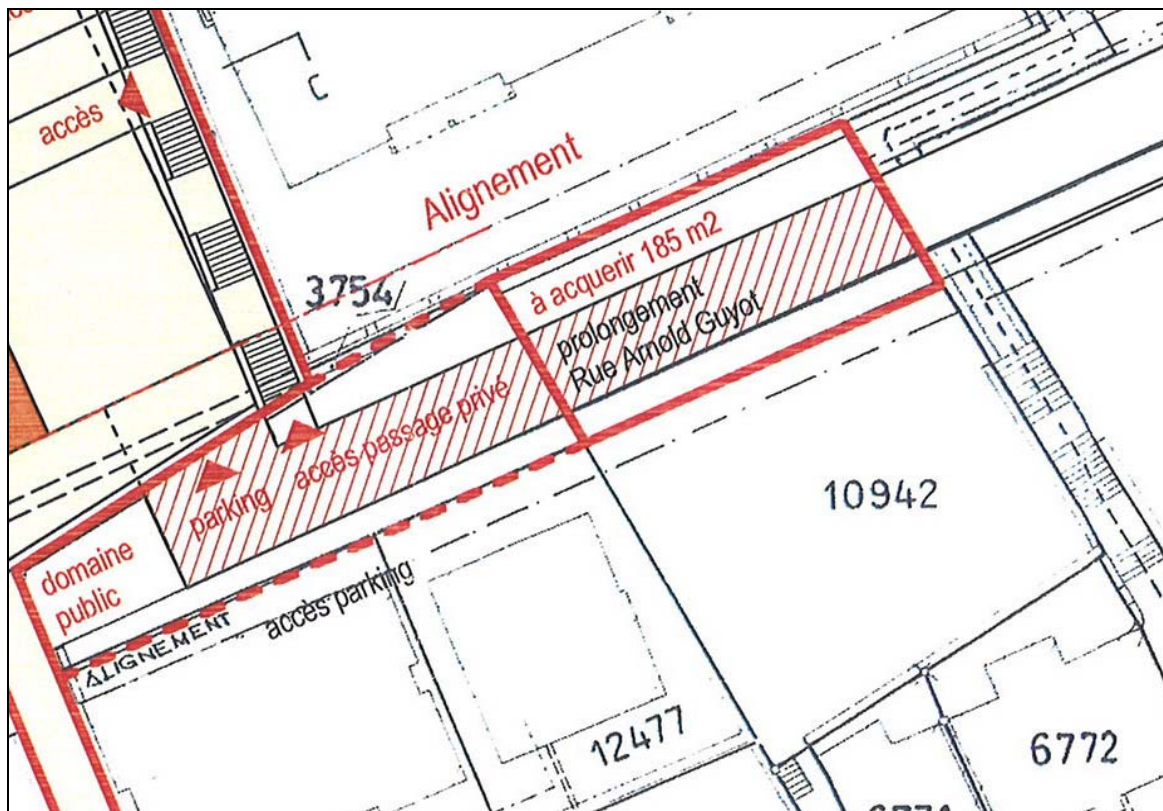 accès
C
Alignement
3754
à acquerir 185 m2
prolongement
Rue Arnold Guyot
parking accès passage privé
domaine
public
ALIGNEMENT
accès parking
10942
12477
6772